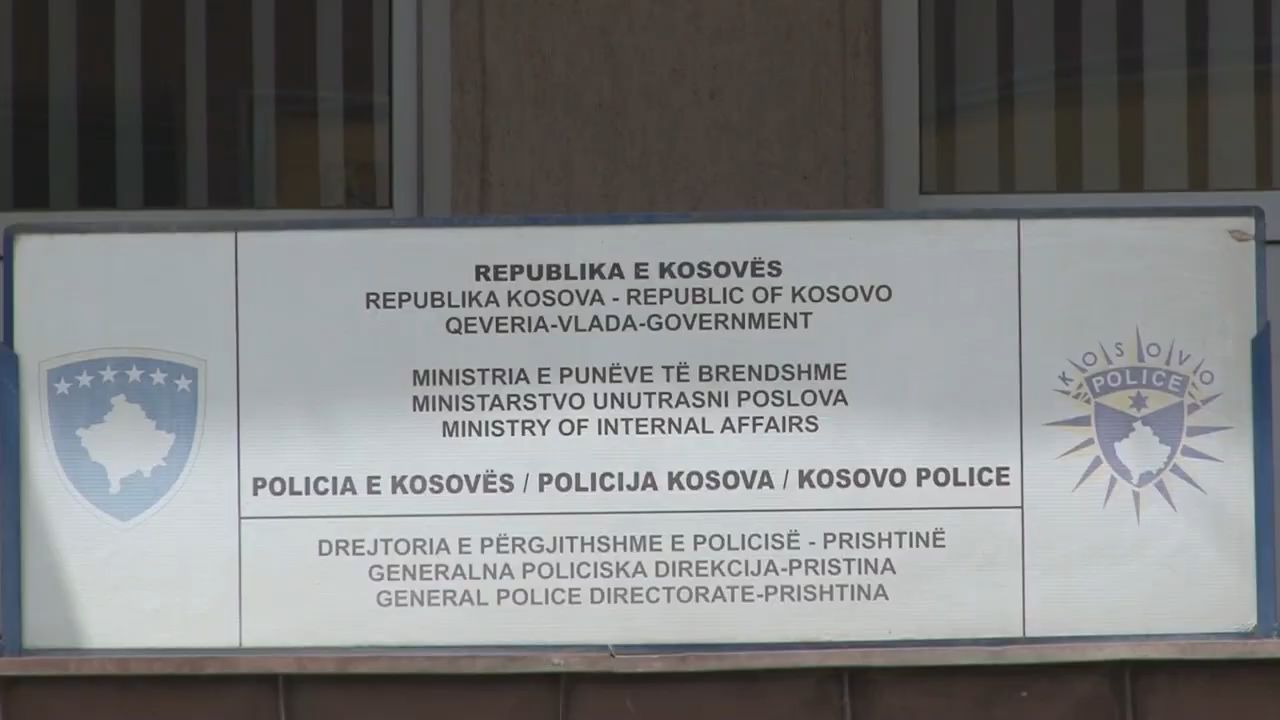 REPUBLIKA E KOSOVËS
REPUBLIKA KOSOVA - REPUBLIC OF KOSOVO
QEVERIA-VLADA-GOVERNMENT
MINISTRIA E PUNËVE TË BRENDSHME
MINISTARSTVO UNUTRASNI POSLOVA
MINISTRY OF INTERNAL AFFAIRS
POLICIA E KOSOVËS / POLICIJA KOSOVA / KOSOVO POLICE
DREJTORIA E PËRGJITHSHME E POLICISË - PRISHTINË
GENERALNA POLICISKA DIREKCIJA-PRISTINA
GENERAL POLICE DIRECTORATE-PRISHTINA
KOSOVO
POLICE